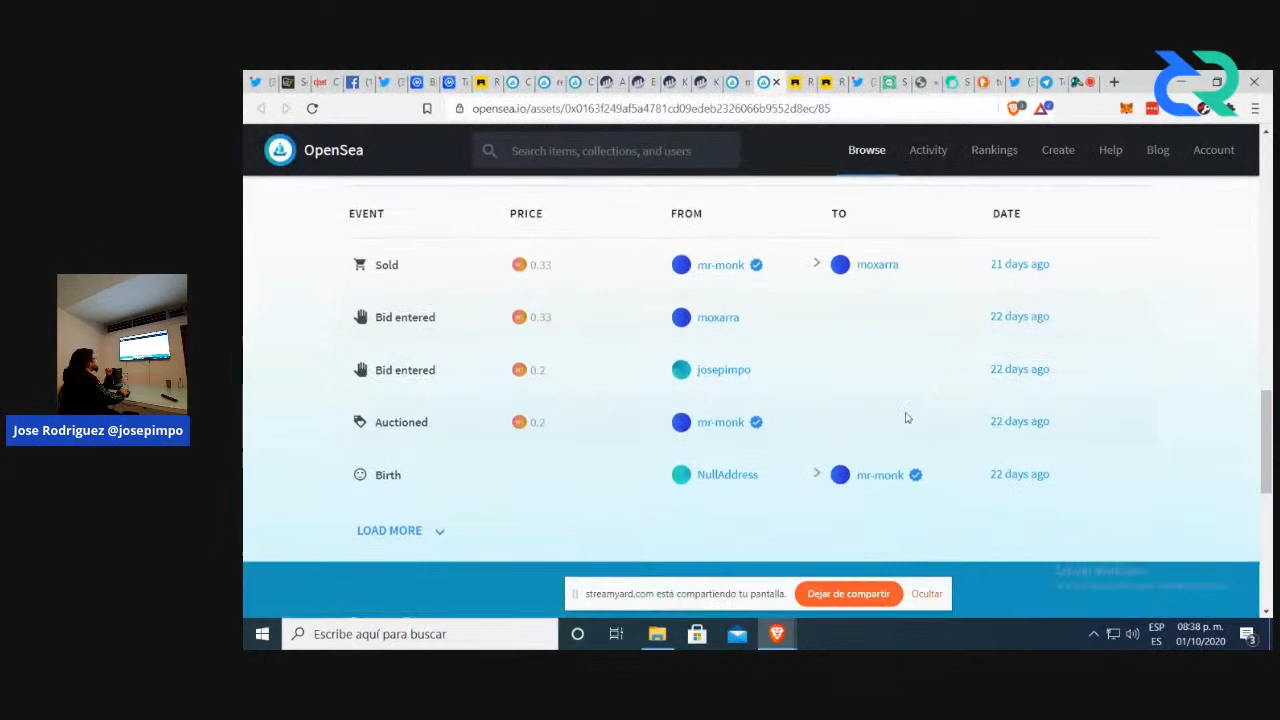 opensea.io/assets/0x0163f249af5a4781cd09edeb2326066b9552d8ec/85
OpenSea
Search items, collections, and users
Browse
Activity
Rankings
Create
Help
Blog
Account
EVENT PRICE FROM TO DATE
Sold 0.33 mr-monk moxarra 21 days ago
Bid entered 0.33 moxarra 22 days ago
Bid entered 0.2 josepimpo 22 days ago
Auctioned 0.2 mr-monk 22 days ago
Birth NullAddress mr-monk 22 days ago
LOAD MORE
Jose Rodriguez @josepimpo
streamyard.com está compartiendo tu pantalla. Dejar de compartir Ocultar
Escribe aquí para buscar
ESP
ES
08:38 p. m.
01/10/2020
3